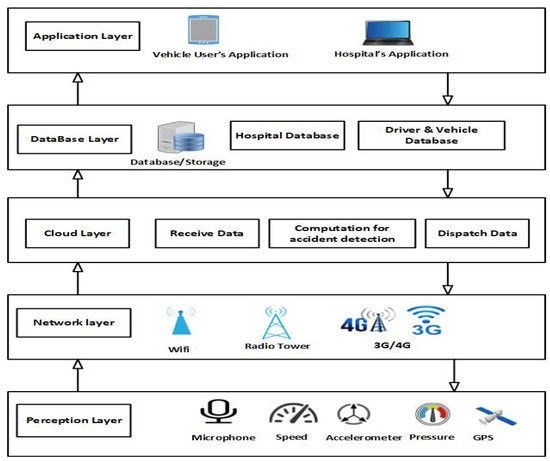 Application Layer
Vehicle User's Application
Hospital's Application
DataBase Layer
Database/Storage
Hospital Database
Driver & Vehicle
Database
Cloud Layer
Receive Data
Computation for
accident detection
Dispatch Data
Network layer
Wifi
Radio Tower
4G
3G
3G/4G
Perception Layer
Microphone
Speed
Accelerometer
Pressure
GPS